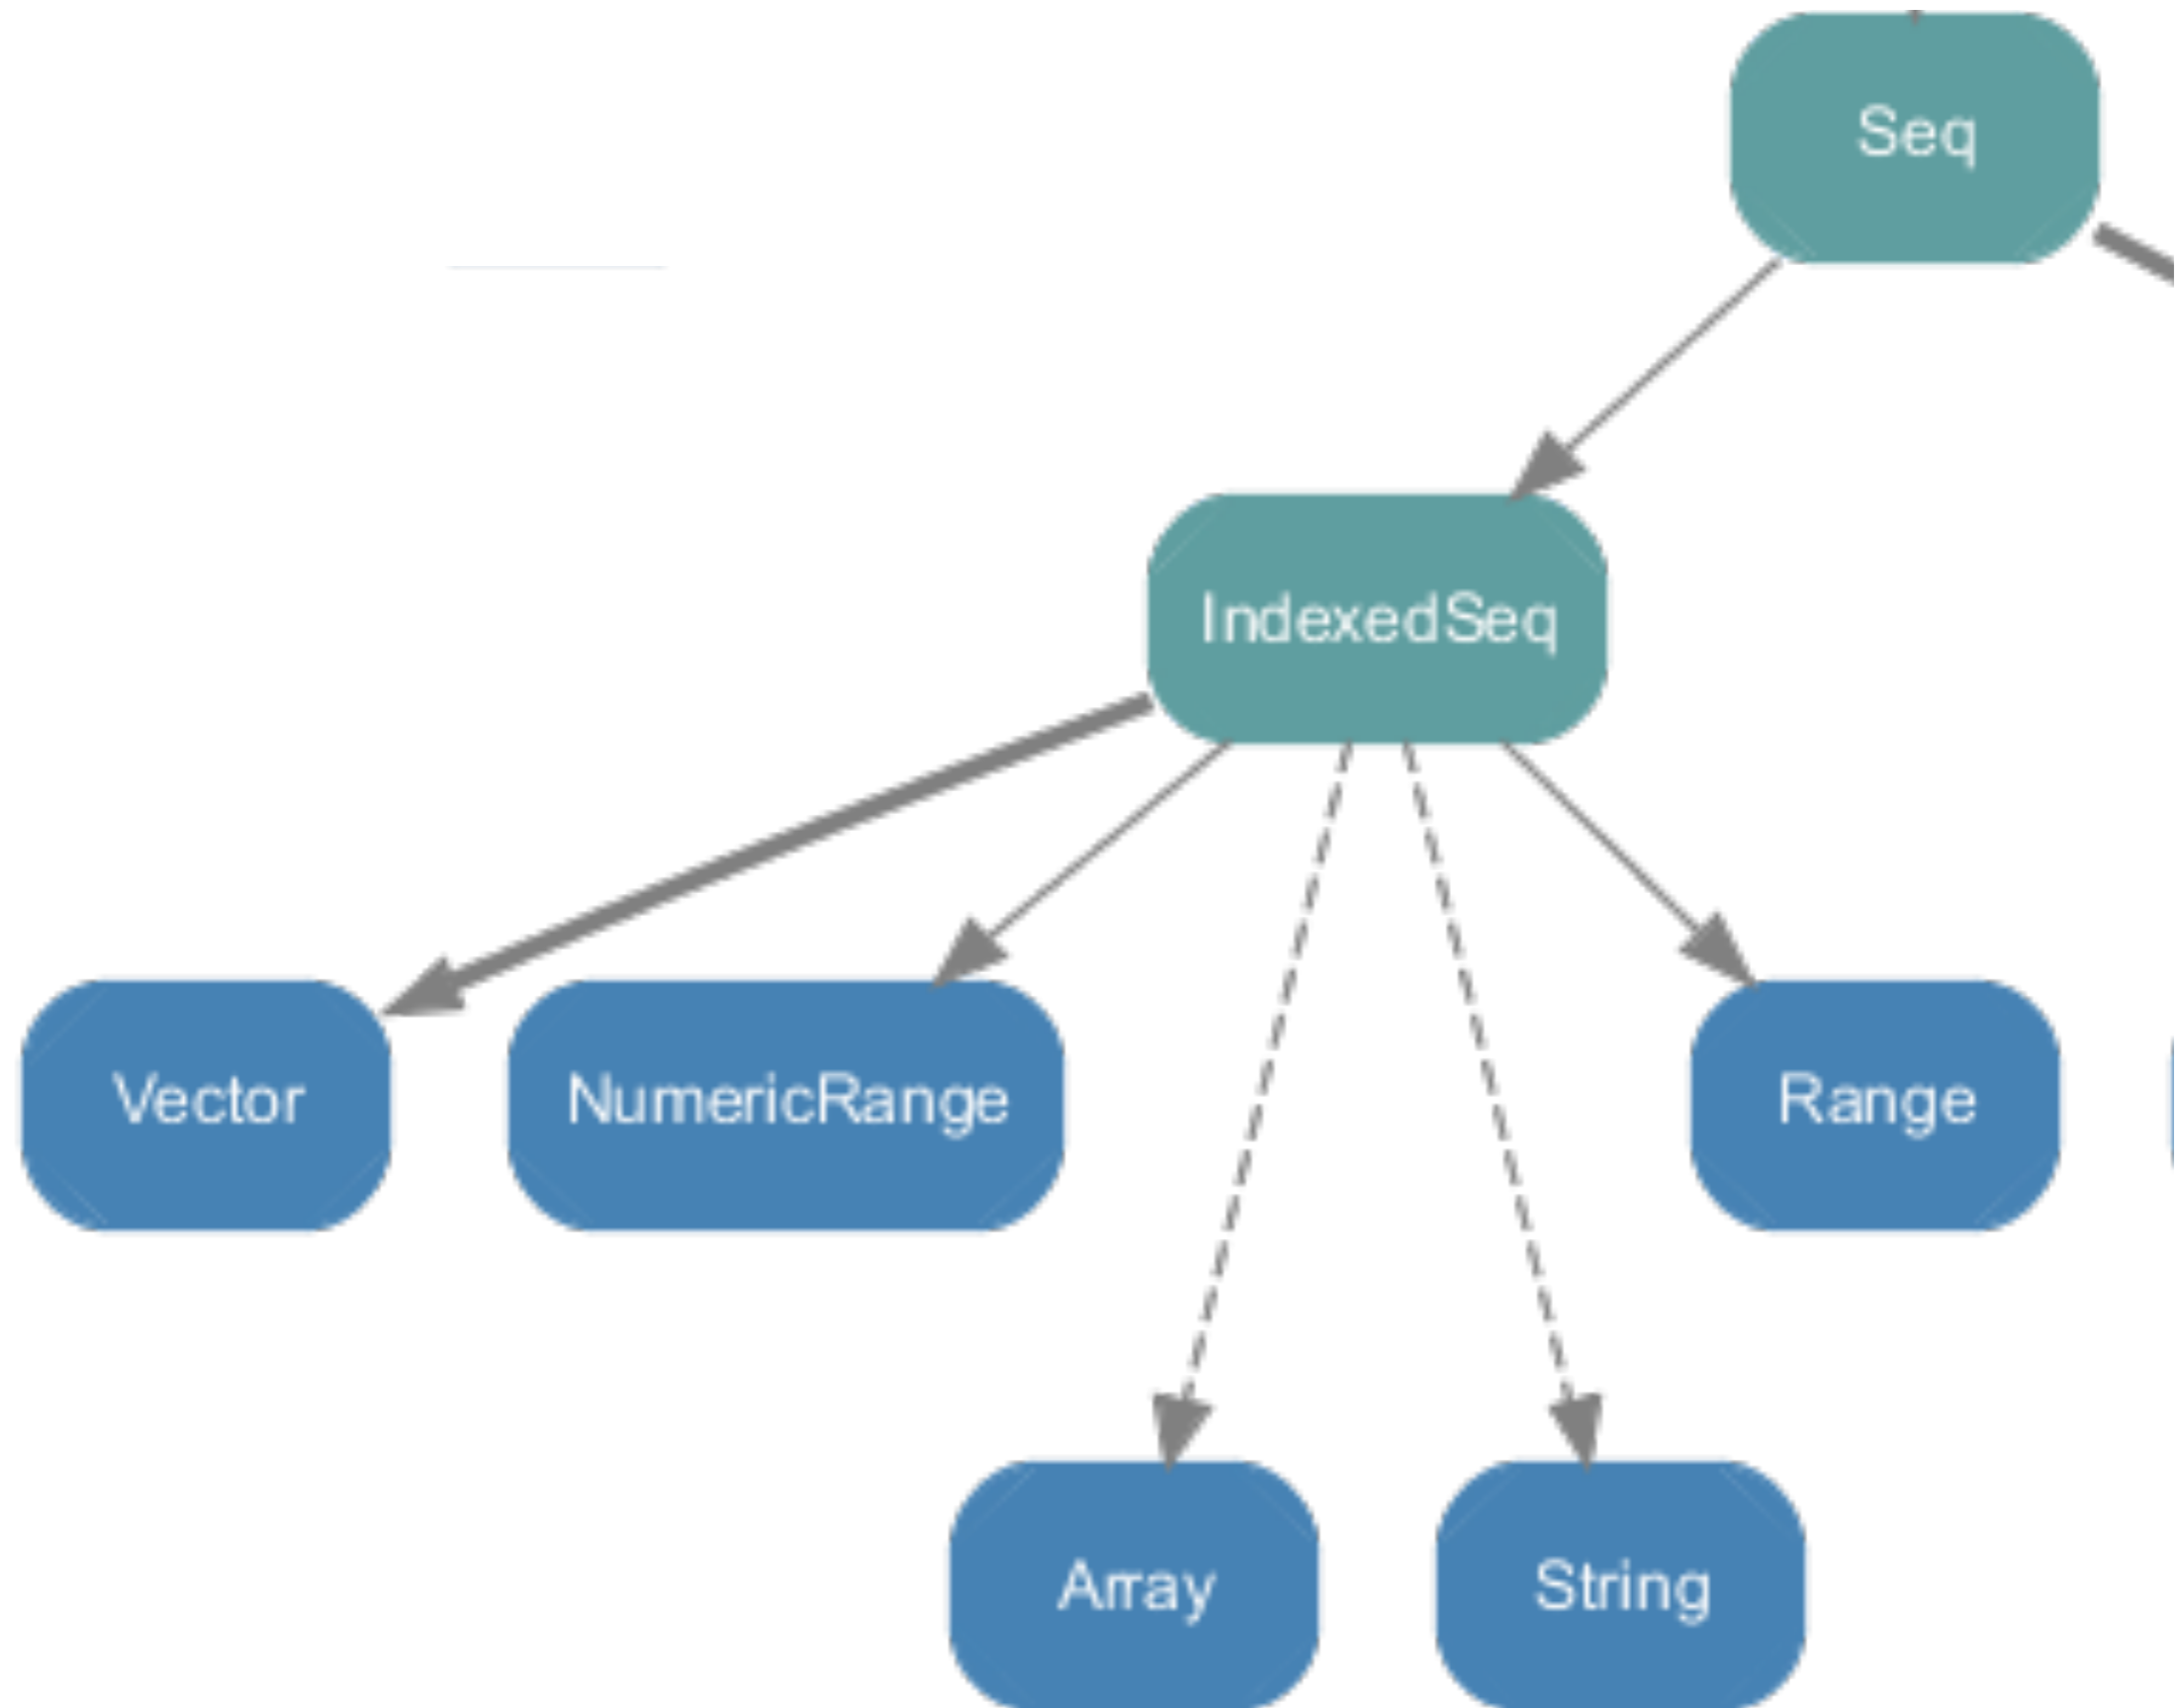 Seq
IndexedSeq
Vector
NumericRange
Range
Array
String